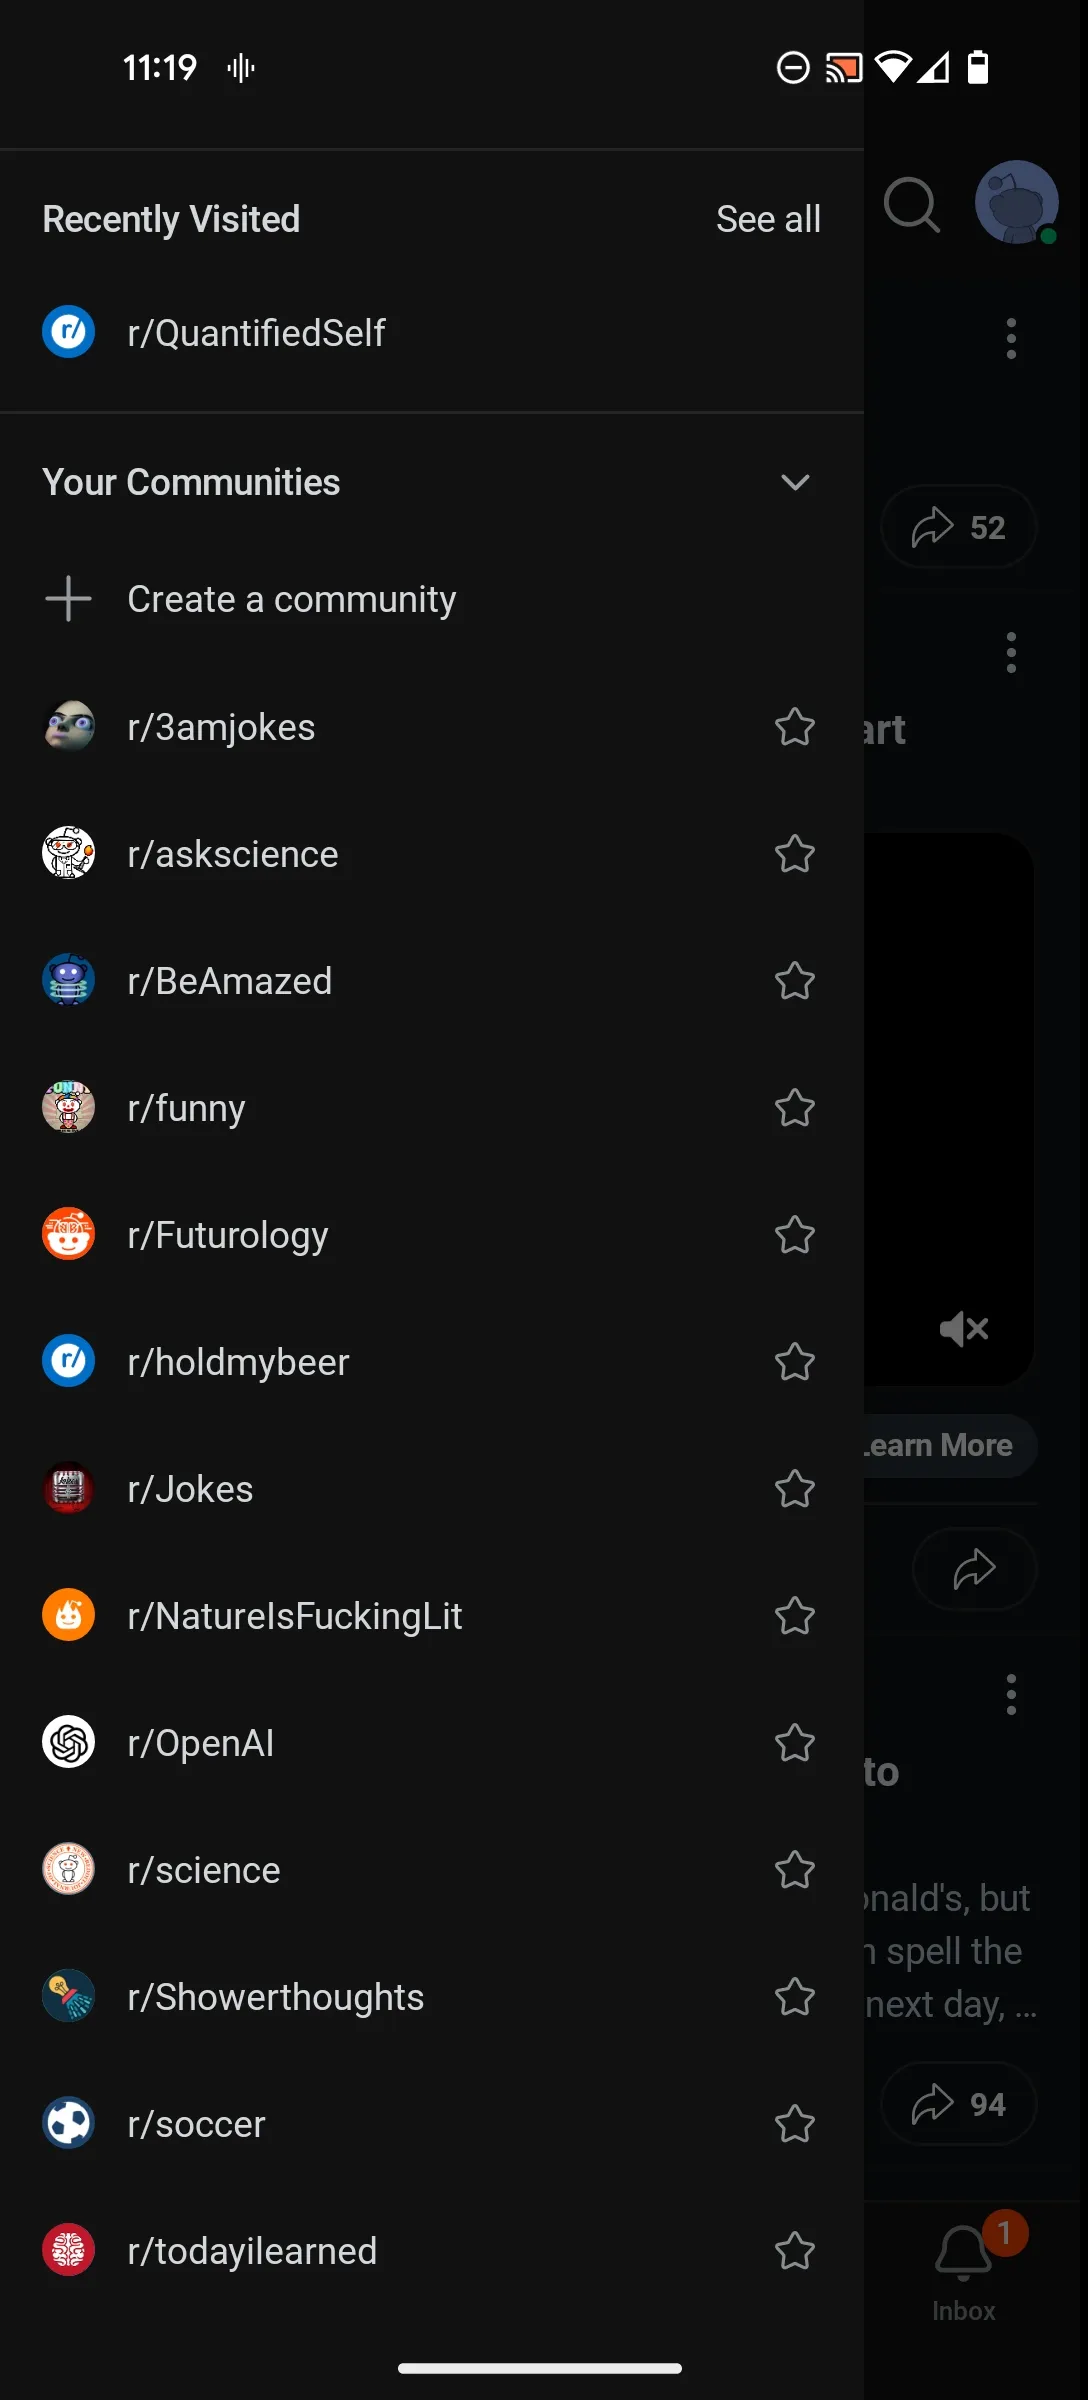 11:19
Recently Visited
See all
r/QuantifiedSelf
Your Communities
52
Create a community
r/3amjokes
art
r/askscience
r/BeAmazed
r/funny
r/Futurology
r/holdmybeer
Learn More
r/Jokes
r/NatureIsFuckingLit
r/OpenAI
to
r/science
onald's, but
n spell the
r/Showerthoughts
next day, ...
r/soccer
94
r/todayilearned
1
Inbox